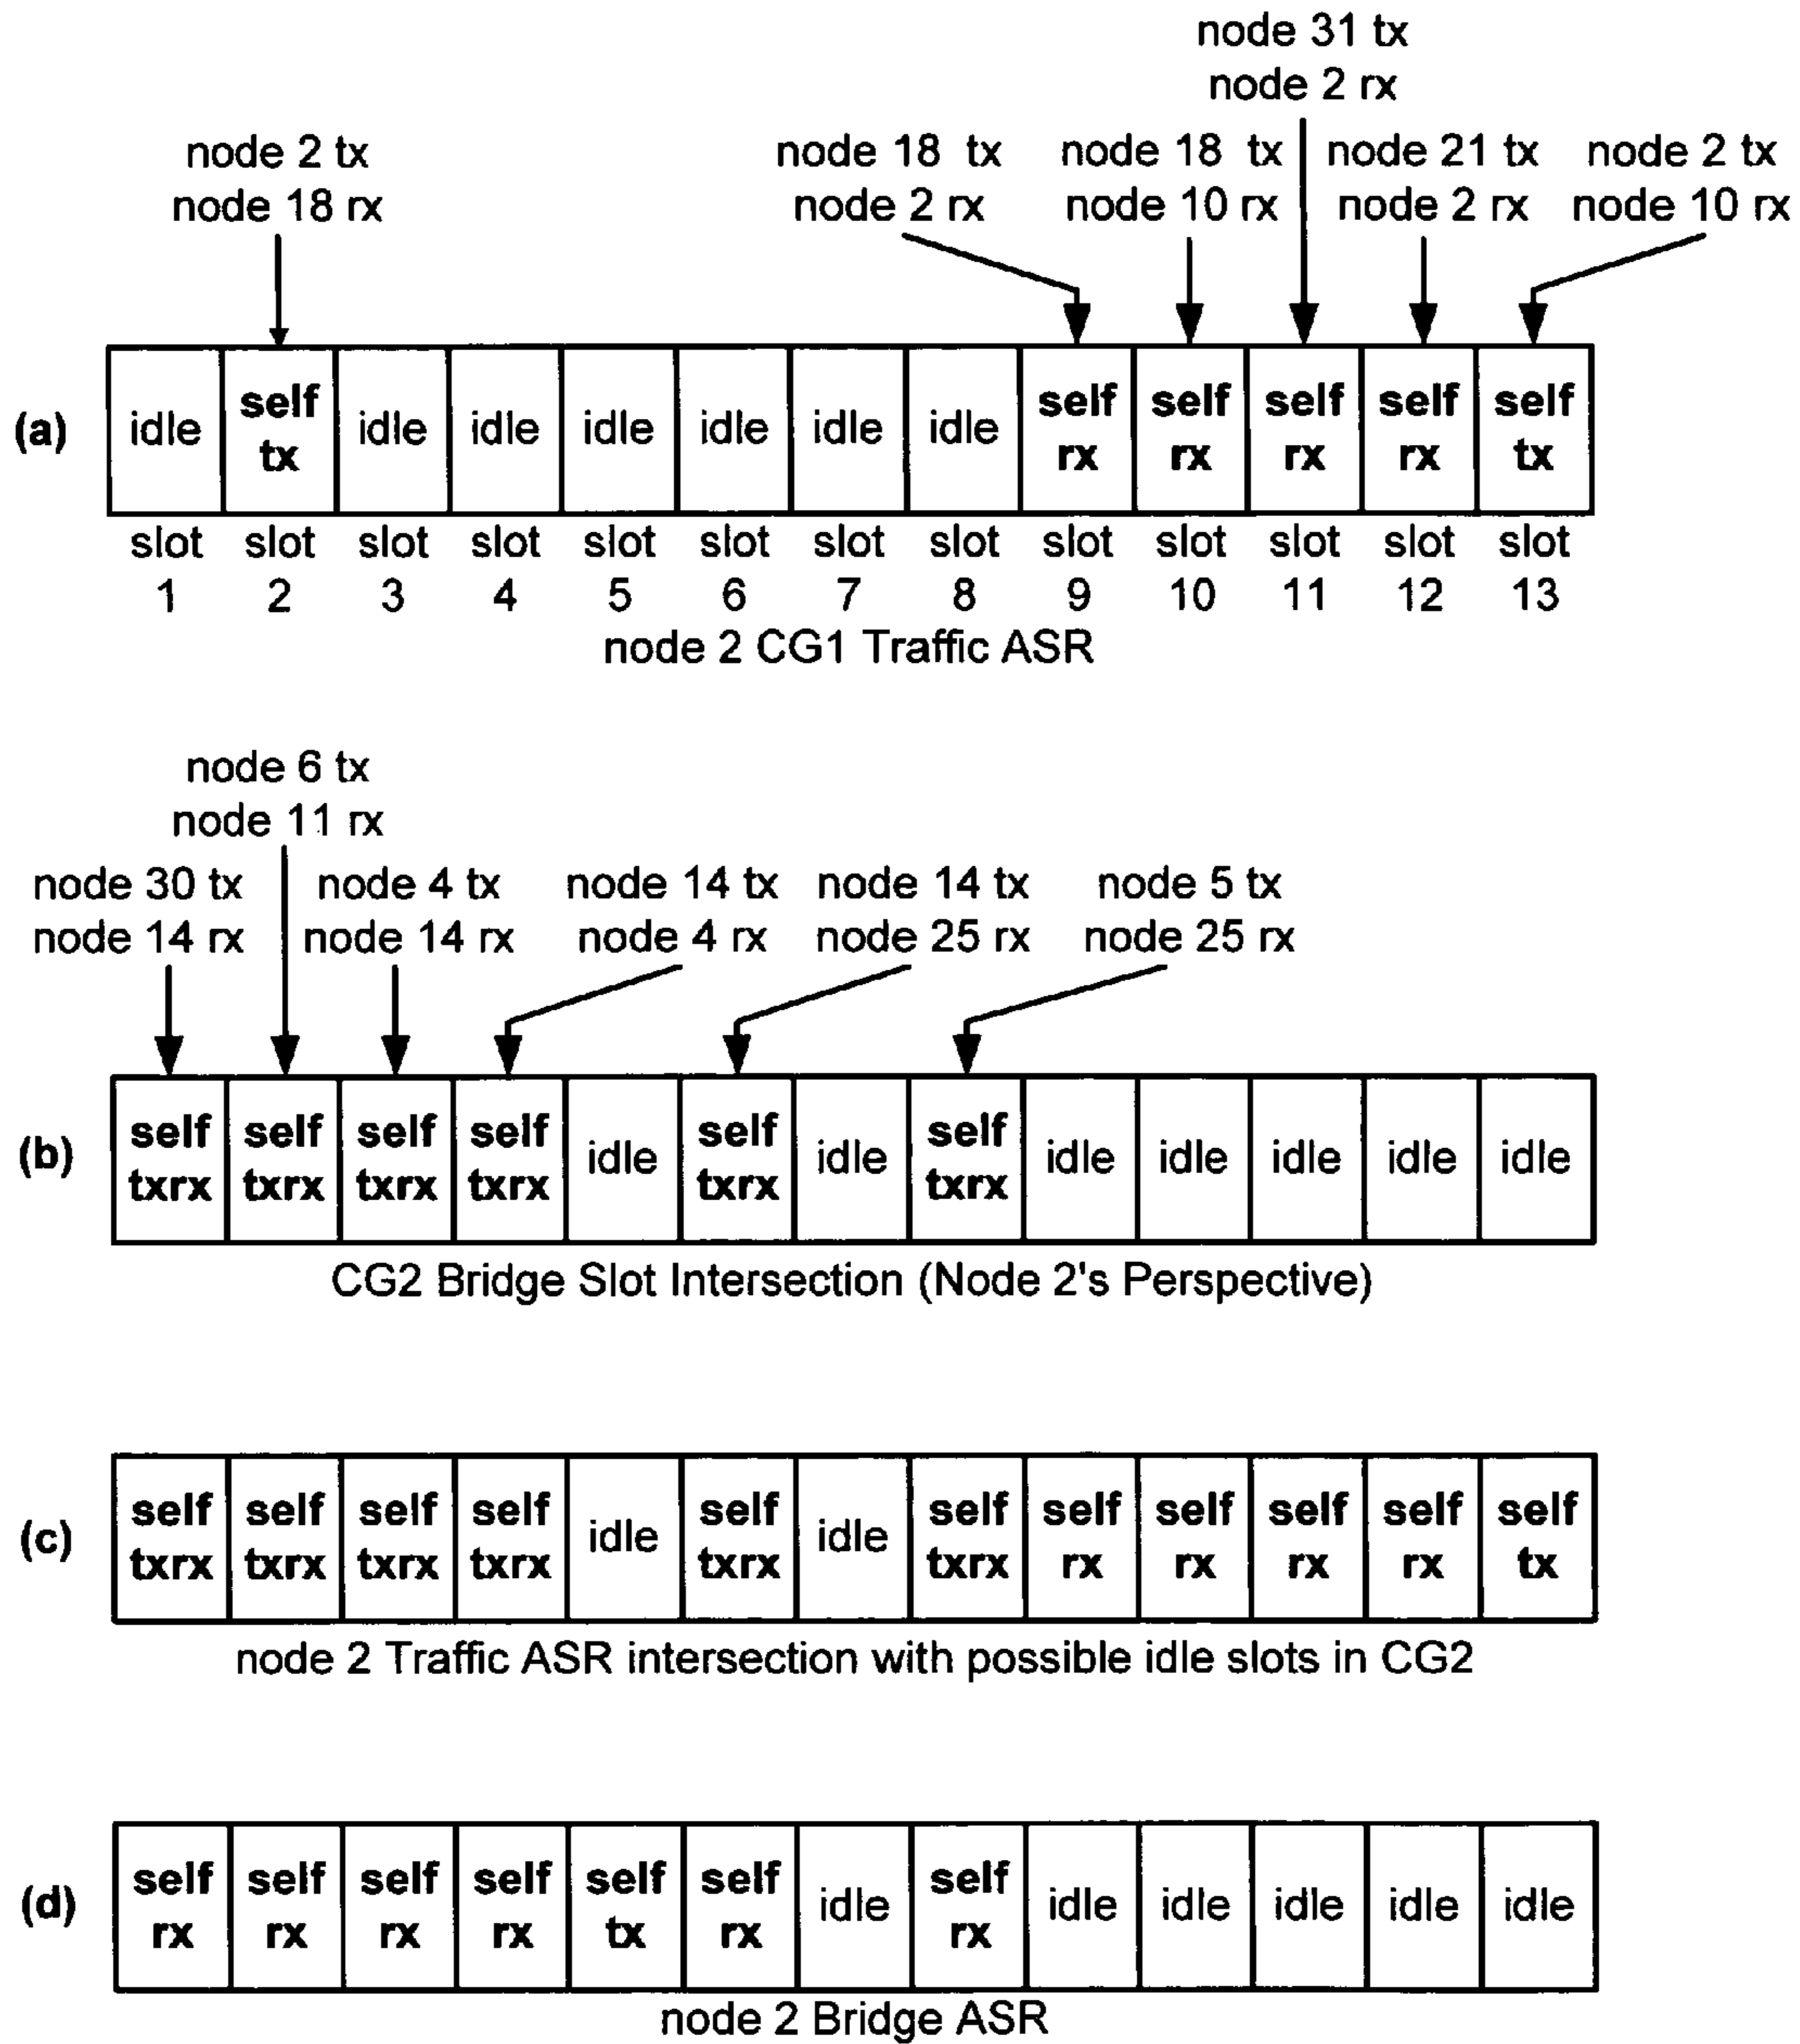 node 31 tx
node 2 rx
node 2 tx
node 18 rx
node 18 tx
node 2 rx
node 18 tx
node 10 rx
node 21 tx
node 2 rx
node 2 tx
node 10 rx
(a)
idle
self
tx
idle
idle
idle
idle
idle
idle
self
rx
self
rx
self
rx
self
rx
self
tx
slot
1
slot
2
slot
3
slot
4
slot
5
slot
6
slot
7
slot
8
slot
9
slot
10
slot
11
slot
12
slot
13
node 2 CG1 Traffic ASR
node 6 tx
node 11 rx
node 30 tx
node 14 rx
node 4 tx
node 14 rx
node 14 tx
node 4 rx
node 14 tx
node 25 rx
node 5 tx
node 25 rx
(b)
self
txrx
self
txrx
self
txrx
self
txrx
idle
self
txrx
idle
self
txrx
idle
idle
idle
idle
idle
CG2 Bridge Slot Intersection (Node 2's Perspective)
(c)
self
txrx
self
txrx
self
txrx
self
txrx
idle
self
txrx
idle
self
txrx
self
rx
self
rx
self
rx
self
rx
self
tx
node 2 Traffic ASR intersection with possible idle slots in CG2
(d)
self
rx
self
rx
self
rx
self
rx
self
tx
self
rx
idle
self
rx
idle
idle
idle
idle
idle
node 2 Bridge ASR